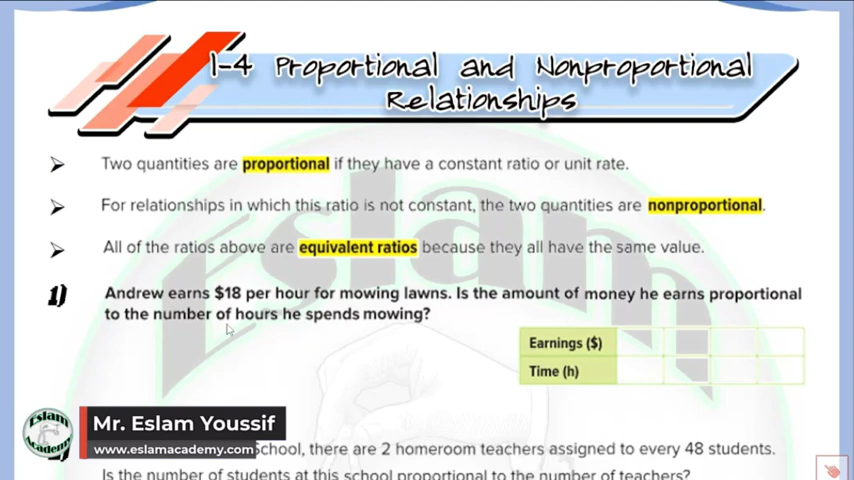 1-4 Proportional and Nonproportional
Relationships
Two quantities are proportional if they have a constant ratio or unit rate.
For relationships in which this ratio is not constant, the two quantities are nonproportional.
All of the ratios above are equivalent ratios because they all have the same value.
1) Andrew earns $18 per hour for mowing lawns. Is the amount of money he earns proportional
to the number of hours he spends mowing?
Earnings ($)
Time (h)
Eslam
Academy
Mr. Eslam Youssif
www.eslamacademy.com
School, there are 2 homeroom teachers assigned to every 48 students.
Is the number of students at this school proportional to the number of teachers?
Eslam